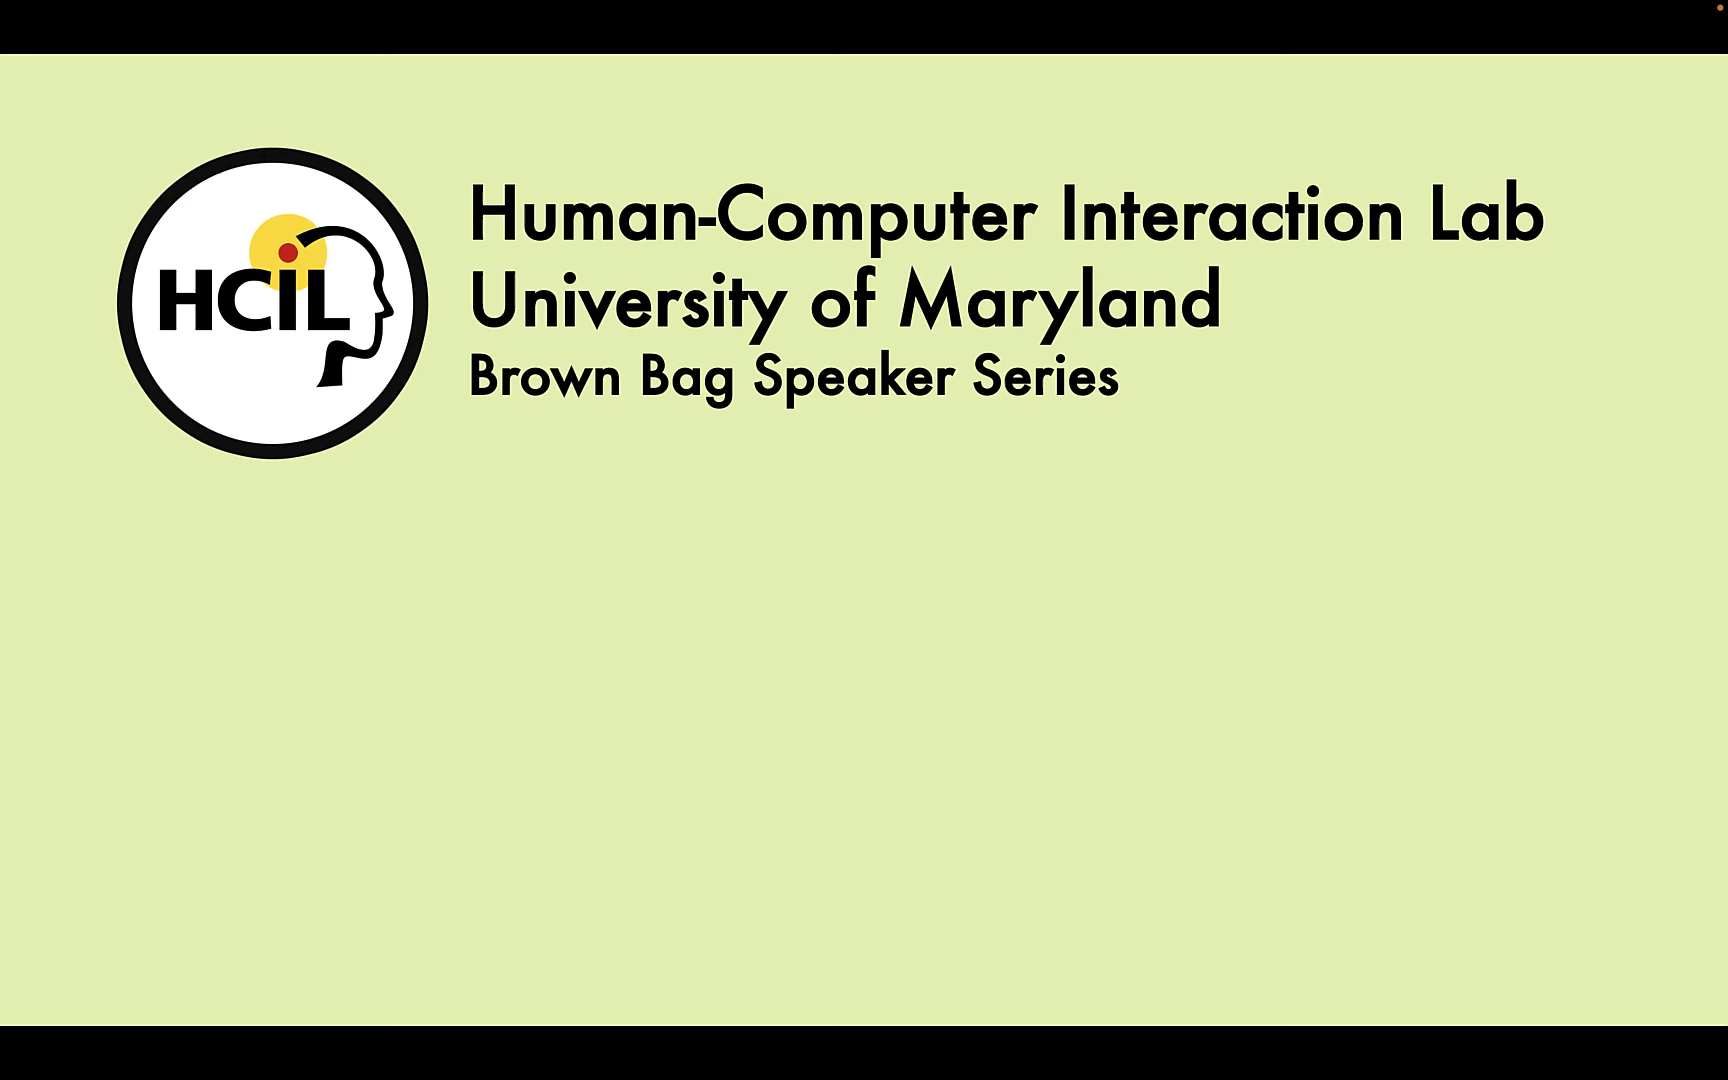 HCIL
Human-Computer Interaction Lab
University of Maryland
Brown Bag Speaker Series